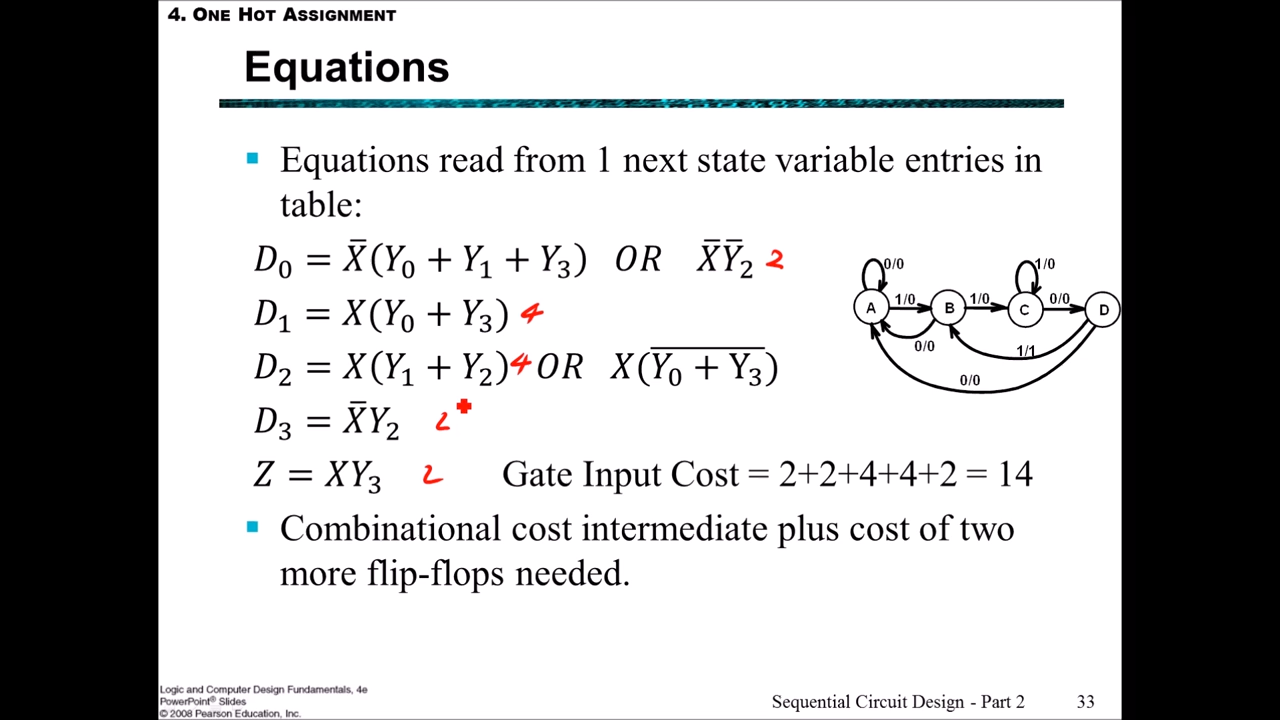 4. ONE HOT ASSIGNMENT
Equations
Equations read from 1 next state variable entries in
table:
D₀ = X̅(Y₀ + Y₁ + Y₃) OR X̅Y̅₂ 2
D₁ = X(Y₀ + Y₃) 4
D₂ = X(Y₁ + Y₂) 4 OR X(\overline{Y₀ + Y₃})
D₃ = X̅Y₂ 2
Z = XY₃ 2 Gate Input Cost = 2+2+4+4+2 = 14
Combinational cost intermediate plus cost of two
more flip-flops needed.
0/0
1/0
A
1/0
B
1/0
C
0/0
D
0/0
1/1
0/0
Logic and Computer Design Fundamentals, 4e
PowerPoint® Slides
© 2008 Pearson Education, Inc.
Sequential Circuit Design - Part 2 33